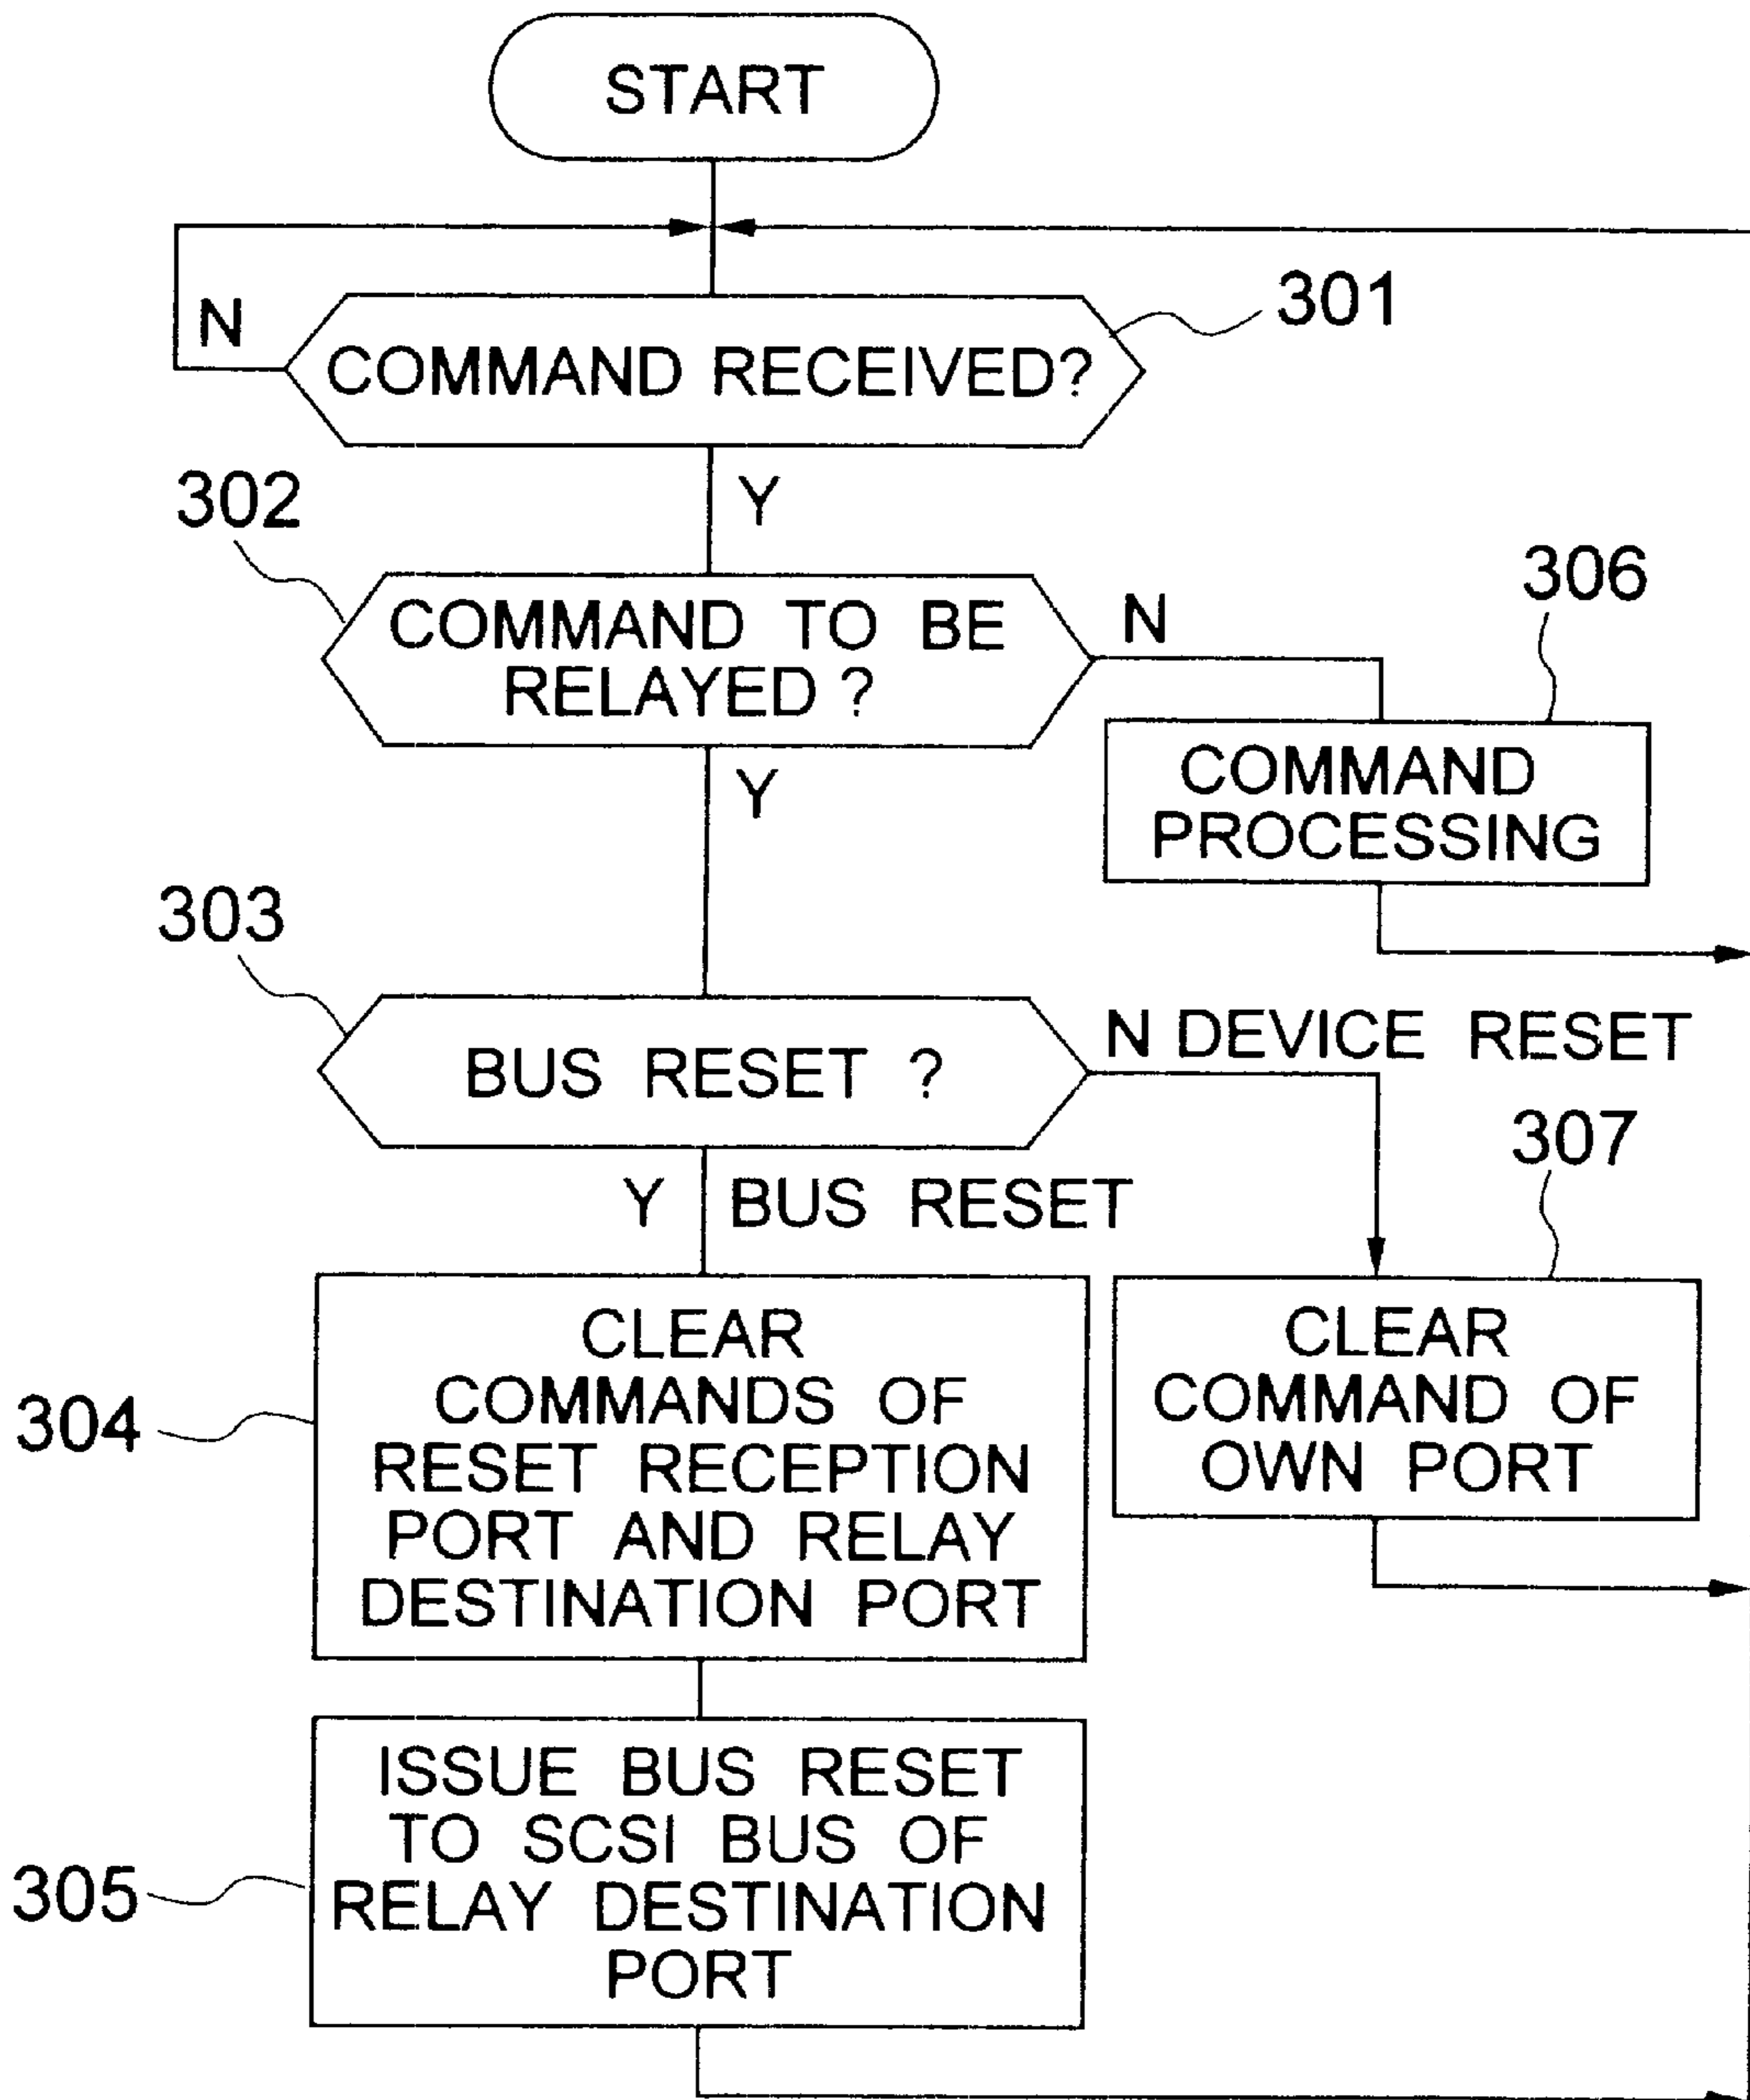 START
301
N
COMMAND RECEIVED?
302
Y
306
COMMAND TO BE
RELAYED ?
N
COMMAND
PROCESSING
Y
303
BUS RESET ?
N DEVICE RESET
307
Y BUS RESET
304
CLEAR
COMMANDS OF
RESET RECEPTION
PORT AND RELAY
DESTINATION PORT
CLEAR
COMMAND OF
OWN PORT
305
ISSUE BUS RESET
TO SCSI BUS OF
RELAY DESTINATION
PORT